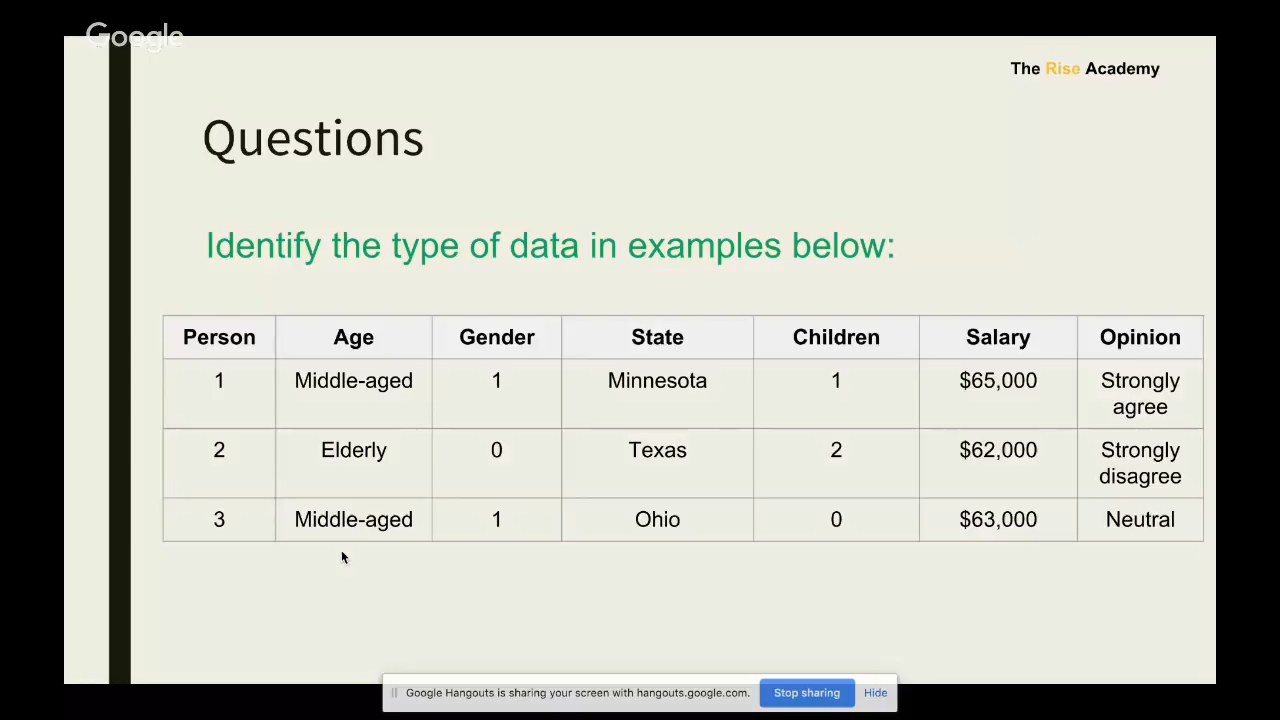 Google
The Rise Academy
Questions
Identify the type of data in examples below:
Person Age Gender State Children Salary Opinion
1 Middle-aged 1 Minnesota 1 $65,000 Strongly agree
2 Elderly 0 Texas 2 $62,000 Strongly disagree
3 Middle-aged 1 Ohio 0 $63,000 Neutral
Google Hangouts is sharing your screen with hangouts.google.com. Stop sharing Hide